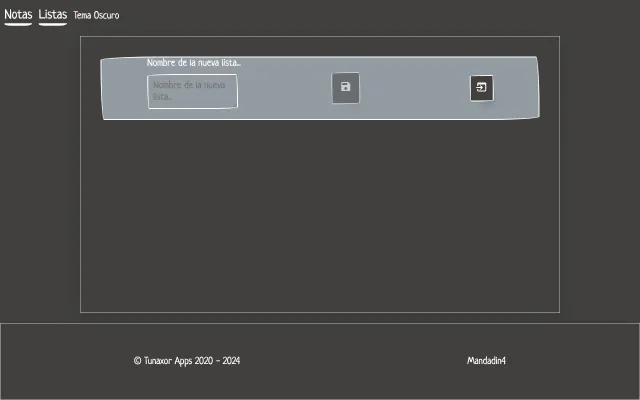 Notas Listas Tema Oscuro
Nombre de la nueva lista...
Nombre de la nueva
lista...
© Tunaxor Apps 2020 - 2024
Mandadin4